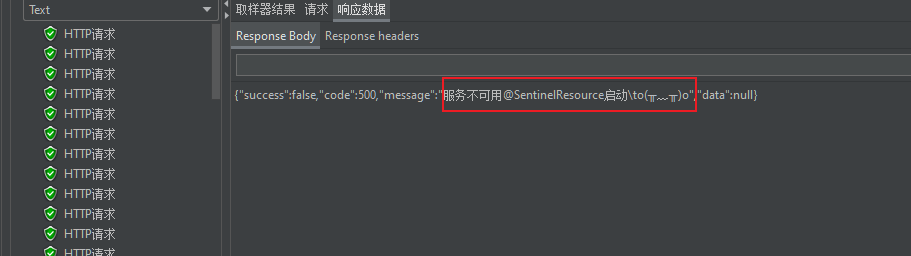 Text
取样器结果 请求 响应数据
HTTP请求
Response Body Response headers
HTTP请求
HTTP请求
HTTP请求
{"success":false,"code":500,"message":"服务不可用@SentinelResource启动\to(╥﹏╥)o","data":null}
HTTP请求
HTTP请求
HTTP请求
HTTP请求
HTTP请求
HTTP请求
HTTP请求
HTTP请求